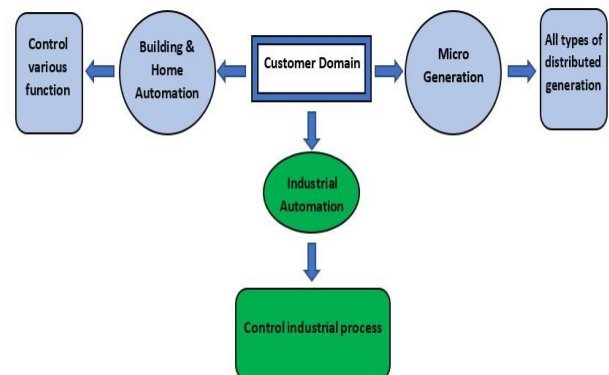 Control
various
function
Building &
Home
Automation
Customer Domain
Micro
Generation
All types of
distributed
generation
Industrial
Automation
Control industrial process